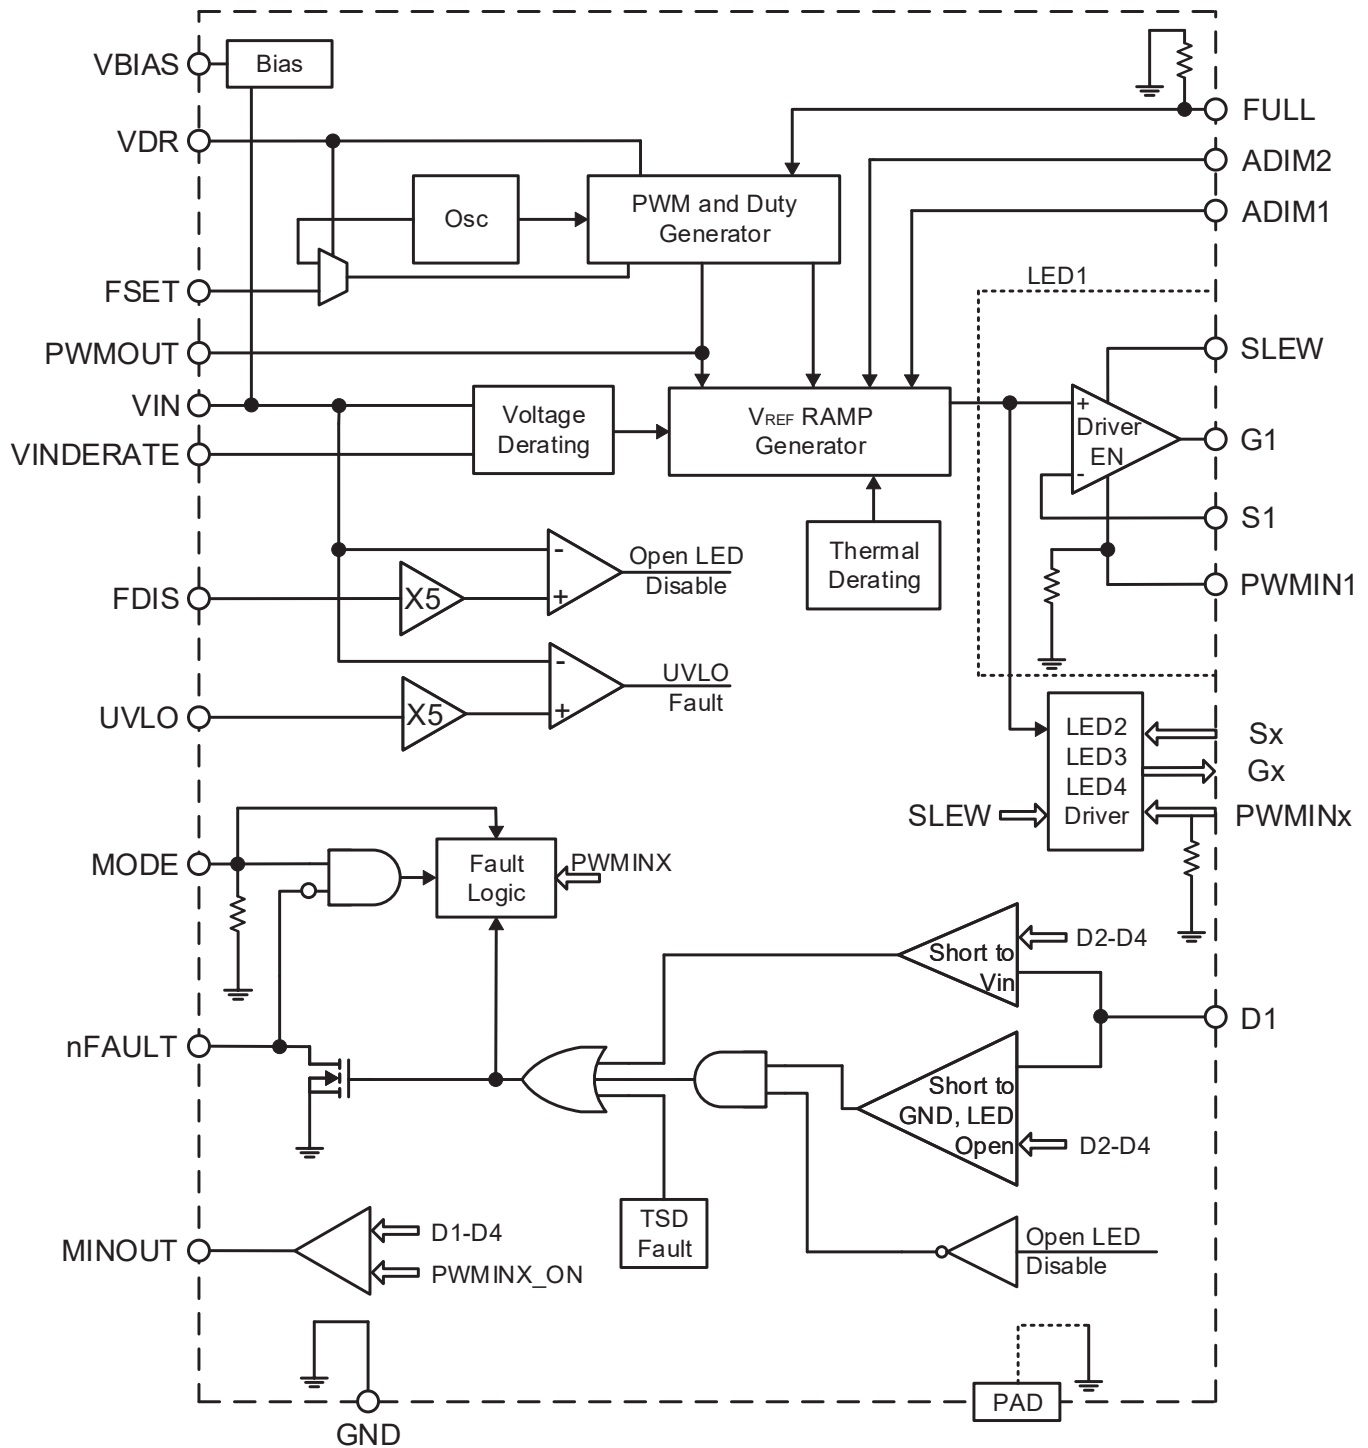 VBIAS
Bias
VDR
FULL
ADIM2
Osc
PWM and Duty
Generator
ADIM1
LED1
FSET
PWMOUT
SLEW
VIN
VINDERATE
Voltage
Derating
VREF RAMP
Generator
+
Driver
EN
-
G1
S1
Thermal
Derating
-
+
Open LED
Disable
FDIS
X5
PWMIN1
-
+
UVLO
Fault
UVLO
X5
LED2
LED3
LED4
Driver
Sx
Gx
SLEW
PWMINx
MODE
Fault
Logic
PWMINX
Short to
Vin
D2-D4
D1
nFAULT
Short to
GND, LED
Open
D2-D4
TSD
Fault
MINOUT
D1-D4
PWMINX_ON
Open LED
Disable
GND
PAD